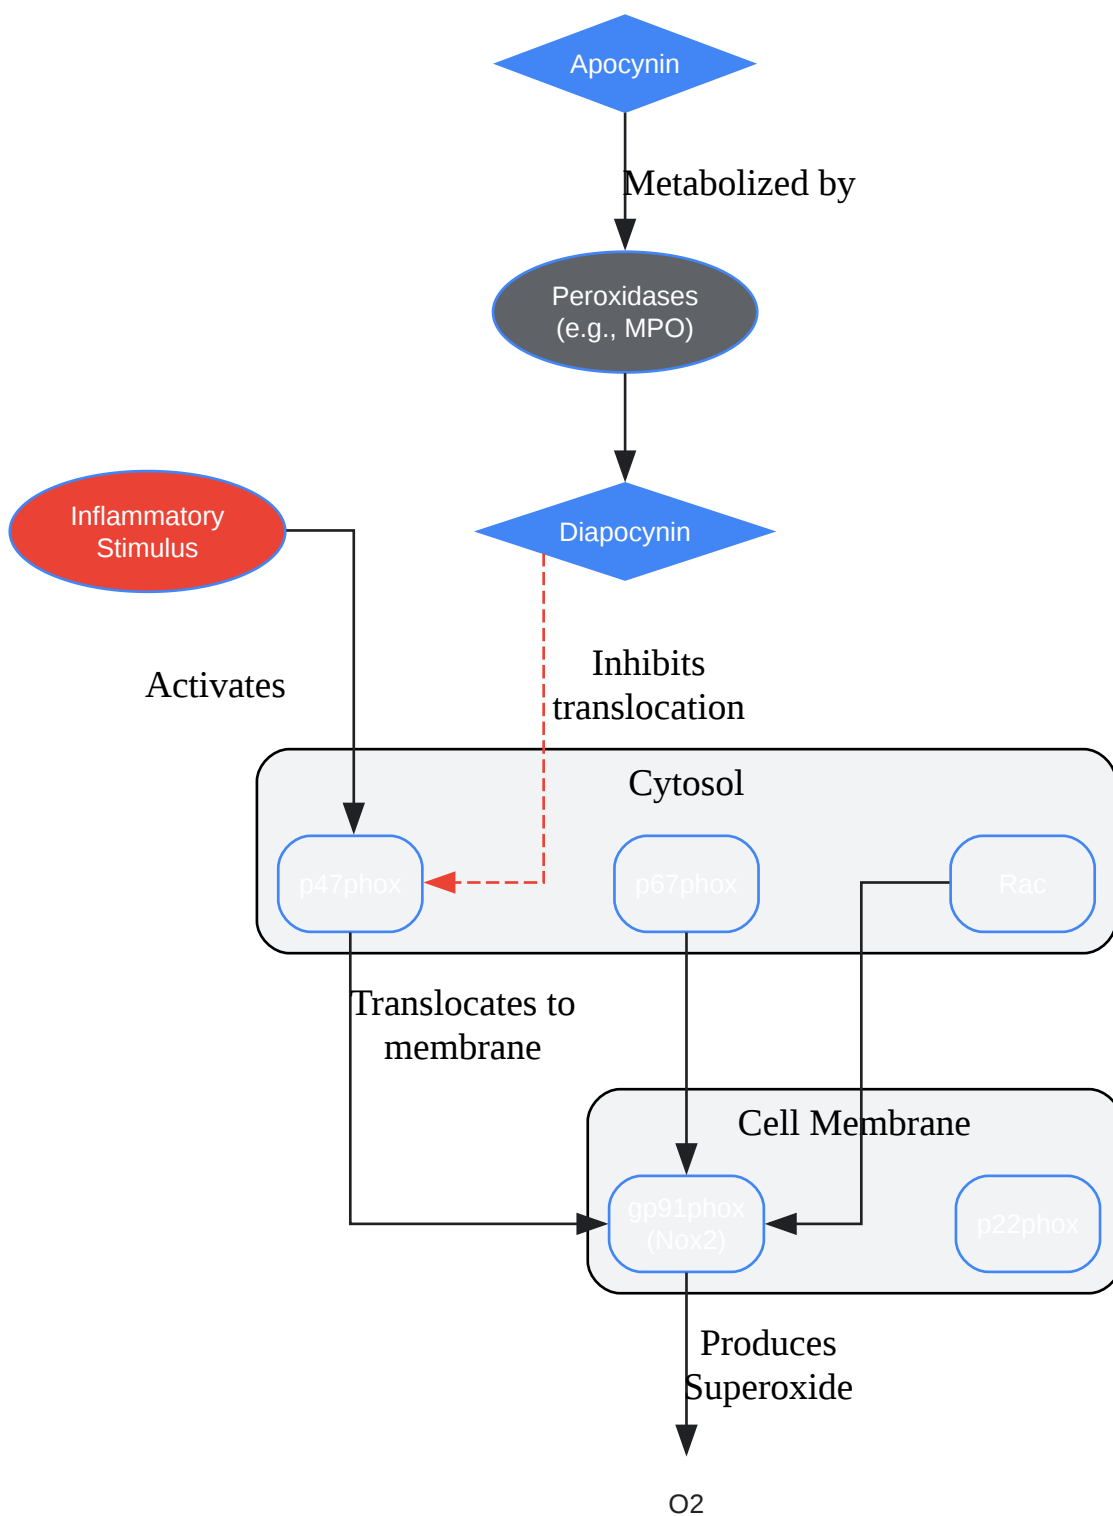 Apocynin
Metabolized by
Peroxidases
(e.g., MPO)
Inflammatory
Stimulus
Diapocynin
Activates
Inhibits
translocation
Cytosol
p47phox
p67phox
Rac
Translocates to
membrane
Cell Membrane
gp91phox
(Nox2)
p22phox
Produces
Superoxide
O2